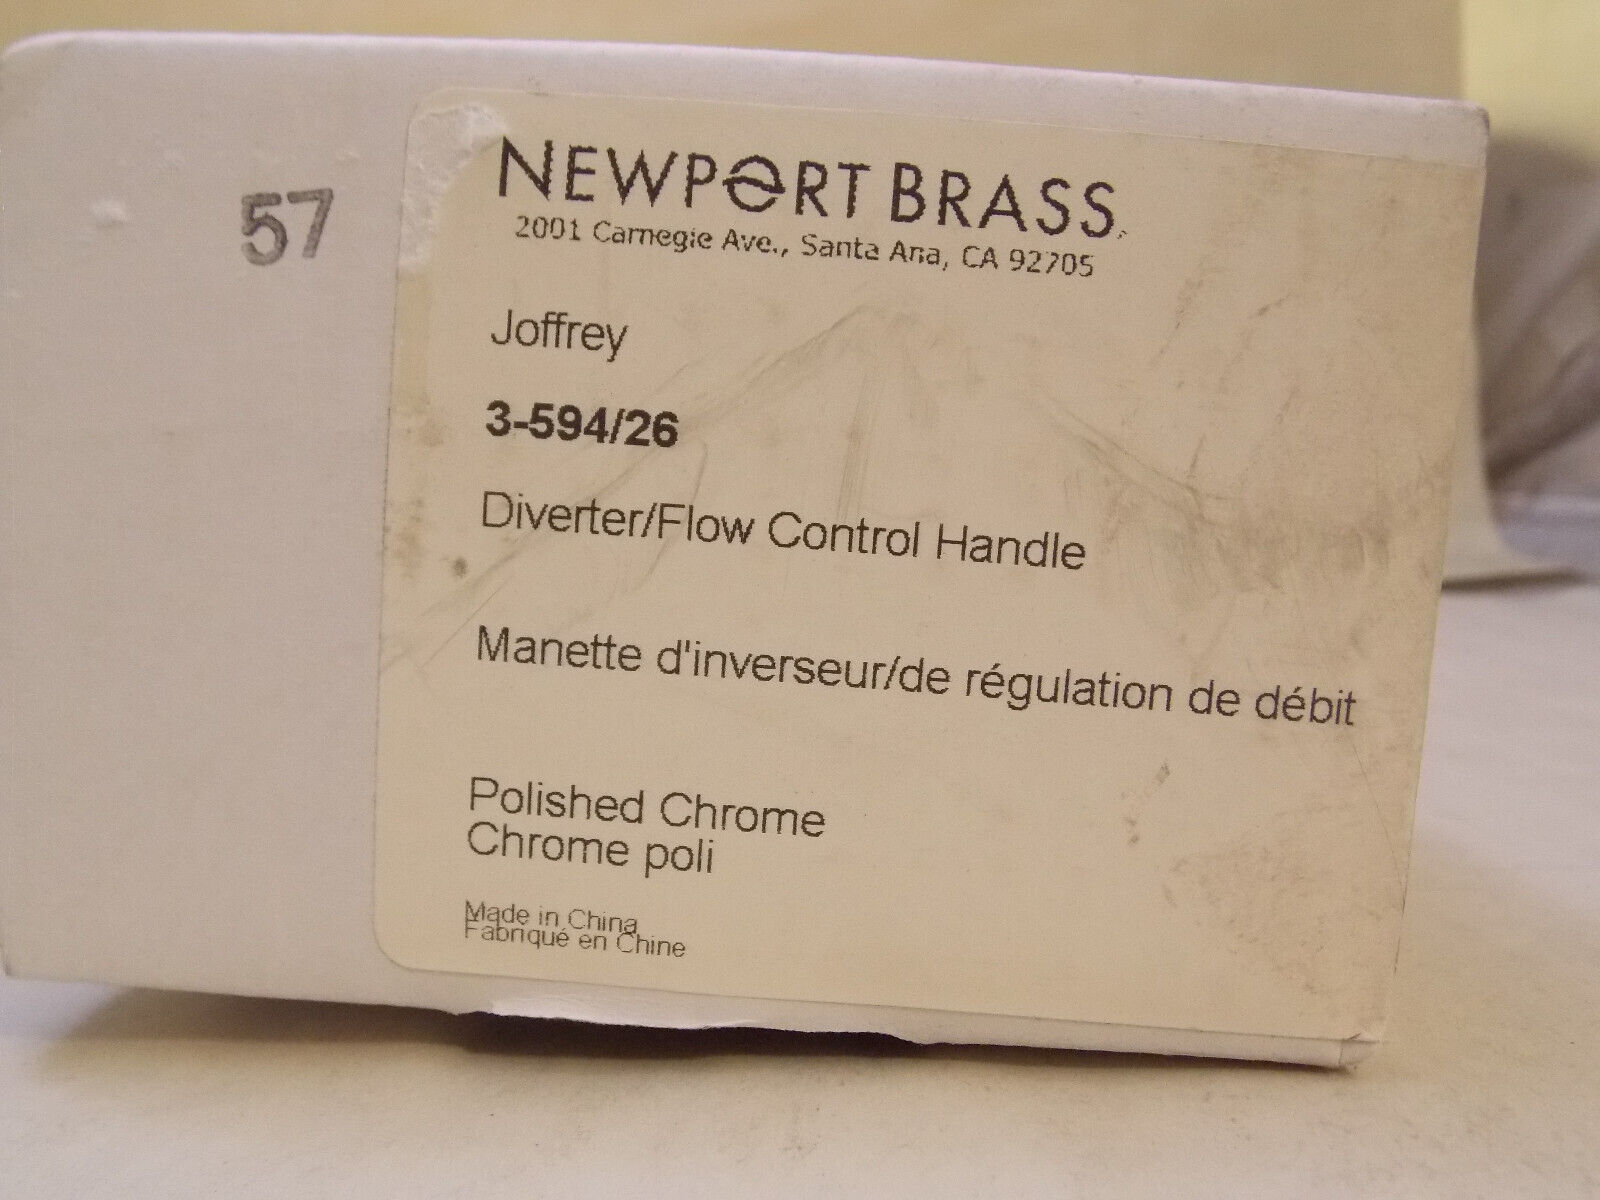 57
NEWPORT BRASS
2001 Carnegie Ave., Santa Ana, CA 92705
Joffrey
3-594/26
Diverter/Flow Control Handle
Manette d'inverseur/de régulation de débit
Polished Chrome
Chrome poli
Made in China
Fabriqué en Chine